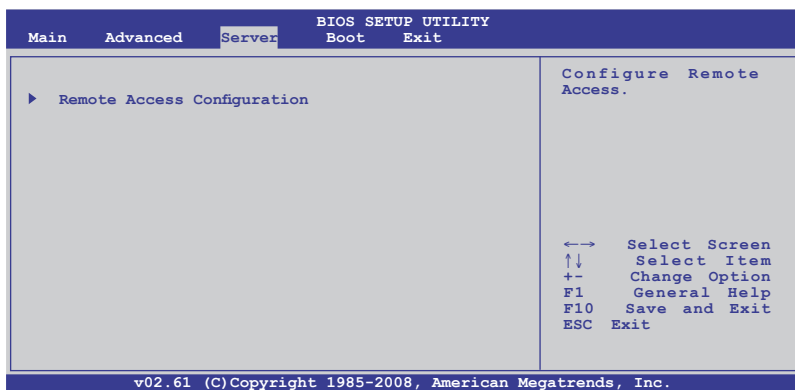 BIOS SETUP UTILITY
Main Advanced Server Boot Exit
Remote Access Configuration
Configure Remote
Access.
←→ Select Screen
↑↓ Select Item
+- Change Option
F1 General Help
F10 Save and Exit
ESC Exit
v02.61 (C)Copyright 1985-2008, American Megatrends, Inc.